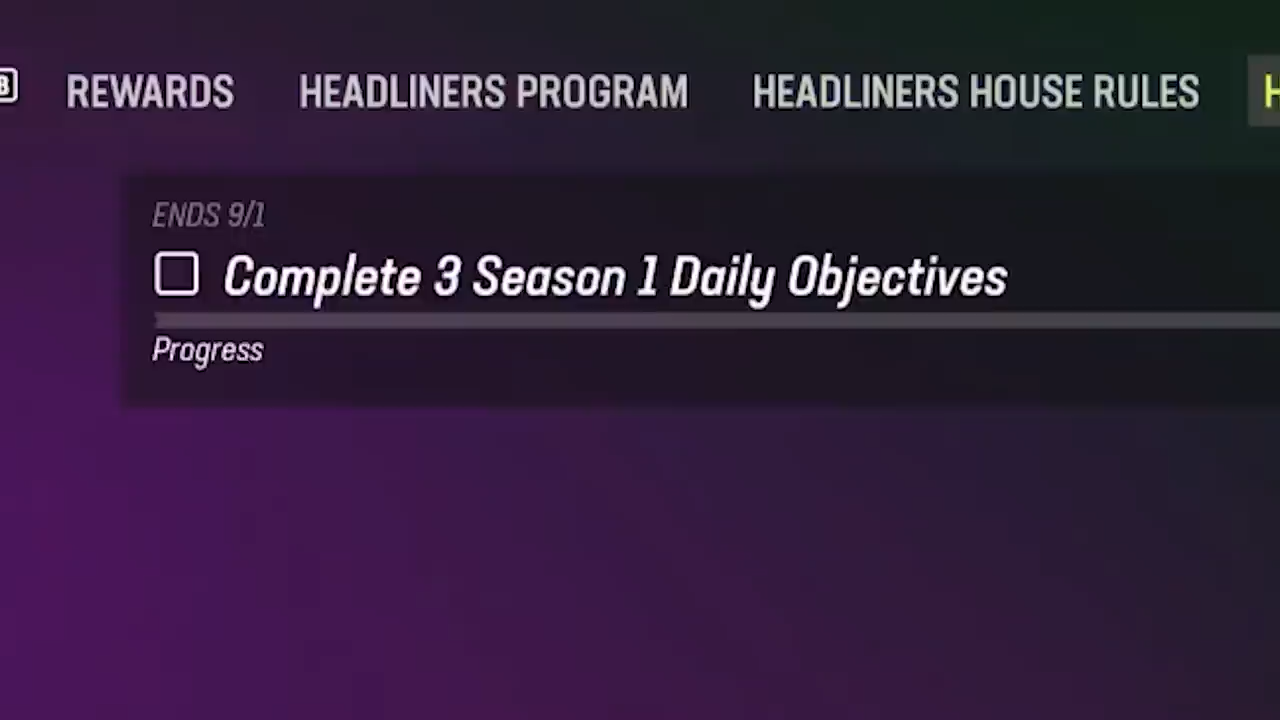 REWARDS HEADLINERS PROGRAM HEADLINERS HOUSE RULES H
ENDS 9/1
Complete 3 Season 1 Daily Objectives
Progress